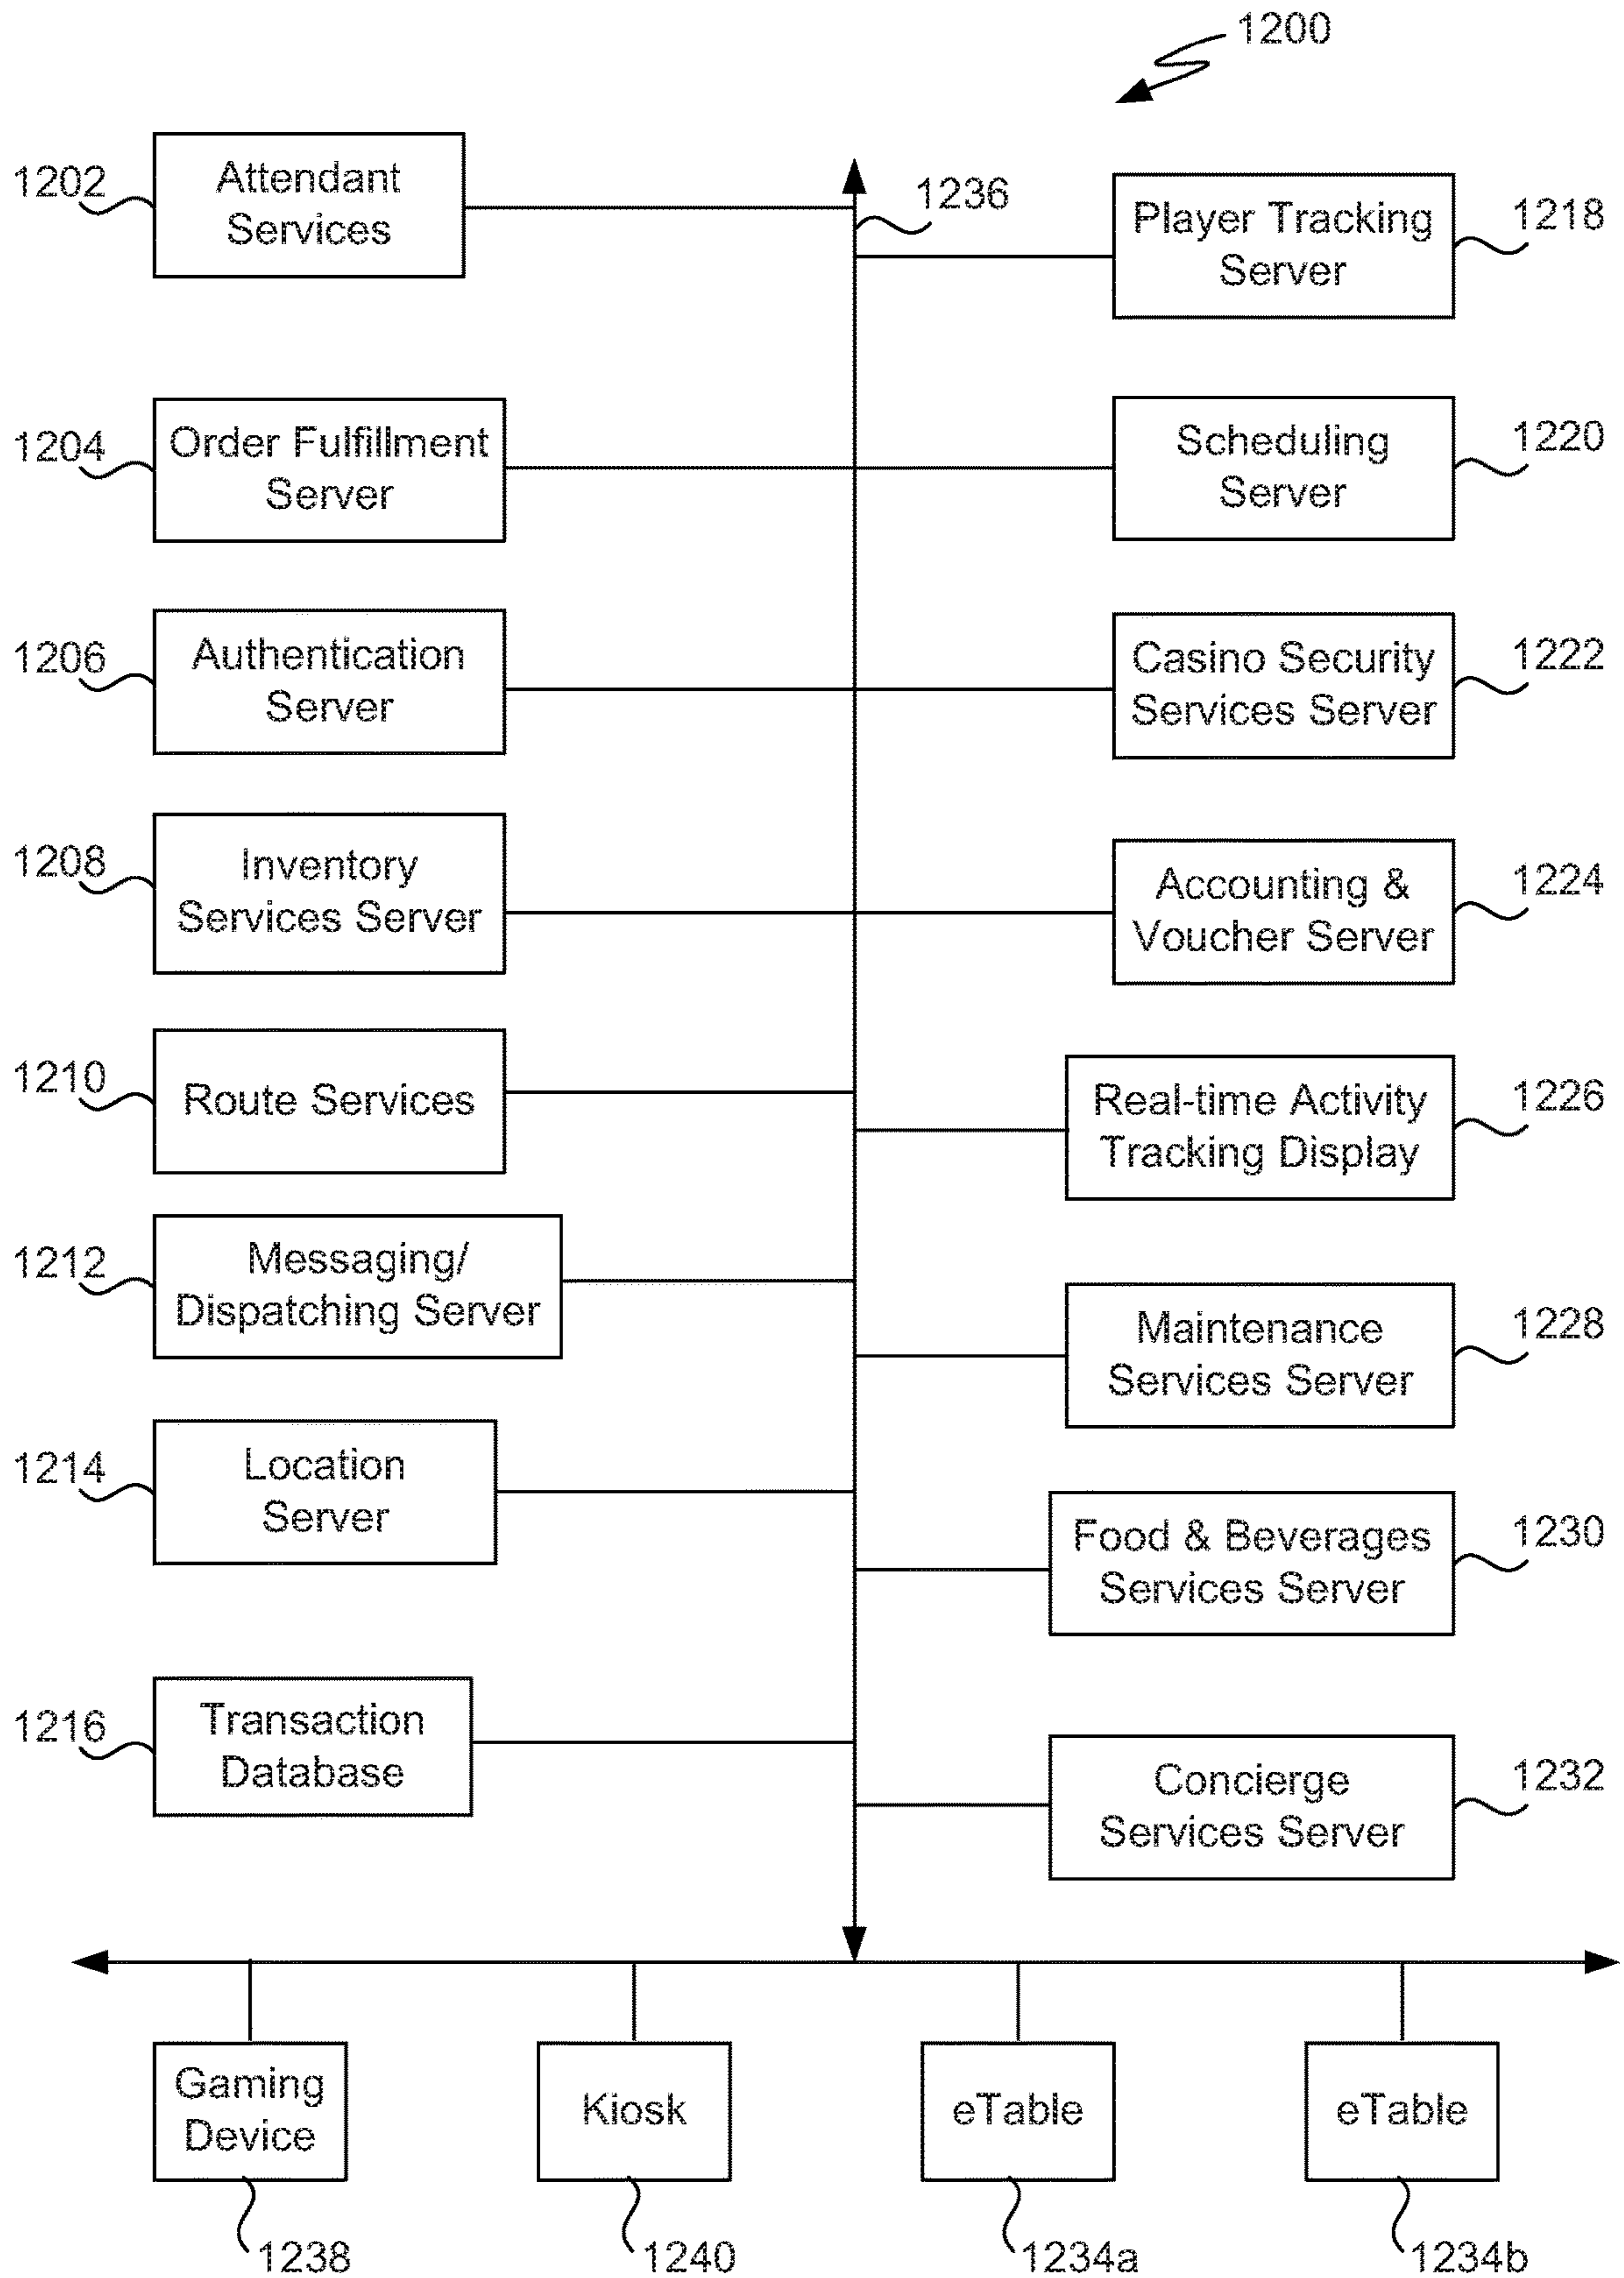 1200
1202
Attendant
Services
1236
Player Tracking
Server
1218
1204
Order Fulfillment
Server
Scheduling
Server
1220
1206
Authentication
Server
Casino Security
Services Server
1222
1208
Inventory
Services Server
Accounting &
Voucher Server
1224
1210
Route Services
Real-time Activity
Tracking Display
1226
1212
Messaging/
Dispatching Server
Maintenance
Services Server
1228
1214
Location
Server
Food & Beverages
Services Server
1230
1216
Transaction
Database
Concierge
Services Server
1232
Gaming
Device
Kiosk
eTable
eTable
1238
1240
1234a
1234b